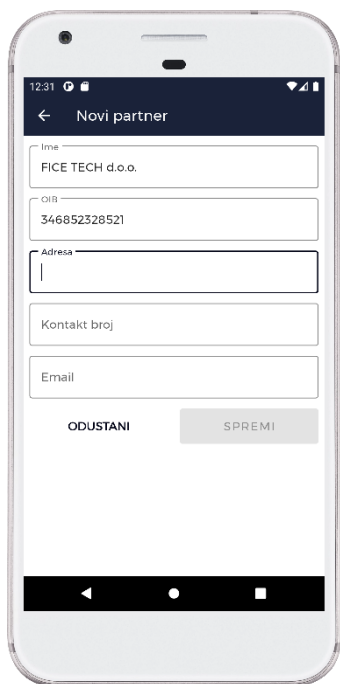 12:31
Novi partner
Ime
FICE TECH d.o.o.
OIB
346852328521
Adresa
Kontakt broj
Email
ODUSTANI
SPREMI